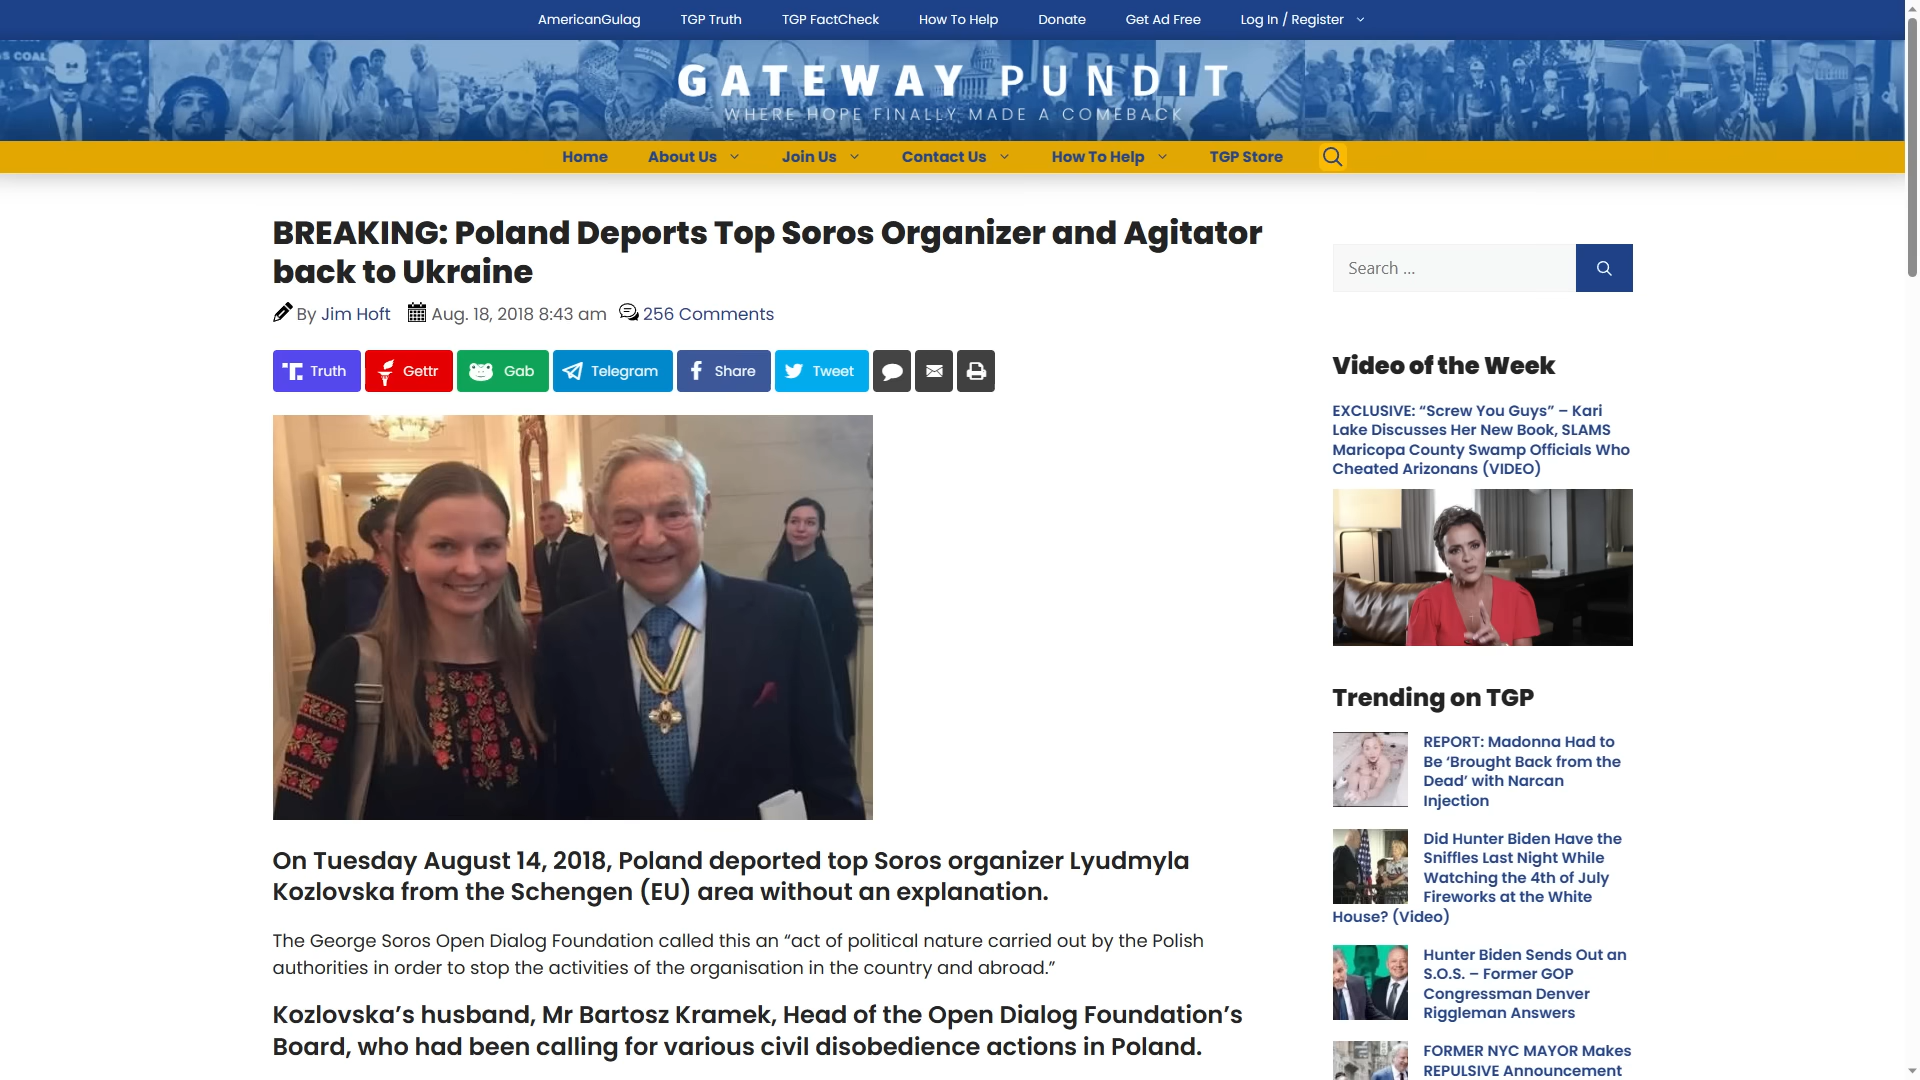 AmericanGulag TGP Truth TGP FactCheck How To Help Donate Get Ad Free Log In / Register
S COAL
GATEWAY PUNDIT
WHERE HOPE FINALLY MADE A COMEBACK
Home About Us Join Us Contact Us How To Help TGP Store
BREAKING: Poland Deports Top Soros Organizer and Agitator
back to Ukraine
By Jim Hoft Aug. 18, 2018 8:43 am 256 Comments
Truth Gettr Gab Telegram Share Tweet
On Tuesday August 14, 2018, Poland deported top Soros organizer Lyudmyla
Kozlovska from the Schengen (EU) area without an explanation.
The George Soros Open Dialog Foundation called this an “act of political nature carried out by the Polish
authorities in order to stop the activities of the organisation in the country and abroad.”
Kozlovska’s husband, Mr Bartosz Kramek, Head of the Open Dialog Foundation’s
Board, who had been calling for various civil disobedience actions in Poland.
Search …
Video of the Week
EXCLUSIVE: “Screw You Guys” – Kari
Lake Discusses Her New Book, SLAMS
Maricopa County Swamp Officials Who
Cheated Arizonans (VIDEO)
Trending on TGP
REPORT: Madonna Had to
Be ‘Brought Back from the
Dead’ with Narcan
Injection
Did Hunter Biden Have the
Sniffles Last Night While
Watching the 4th of July
Fireworks at the White
House? (Video)
Hunter Biden Sends Out an
S.O.S. – Former GOP
Congressman Denver
Riggleman Answers
FORMER NYC MAYOR Makes
REPULSIVE Announcement